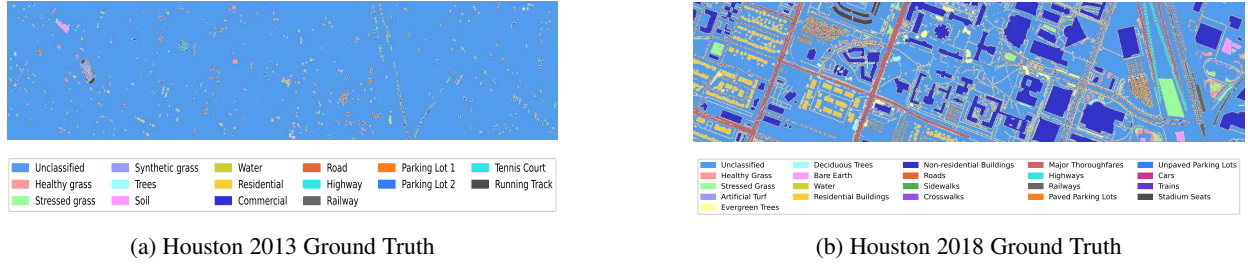 Unclassified Synthetic grass Water Road Parking Lot 1 Tennis Court
Healthy grass Trees Residential Highway Parking Lot 2 Running Track
Stressed grass Soil Commercial Railway
(a) Houston 2013 Ground Truth
Unclassified Deciduous Trees Non-residential Buildings Major Thoroughfares Unpaved Parking Lots
Healthy Grass Bare Earth Roads Highways Cars
Stressed Grass Water Sidewalks Railways Trains
Artificial Turf Residential Buildings Crosswalks Paved Parking Lots Stadium Seats
Evergreen Trees
(b) Houston 2018 Ground Truth